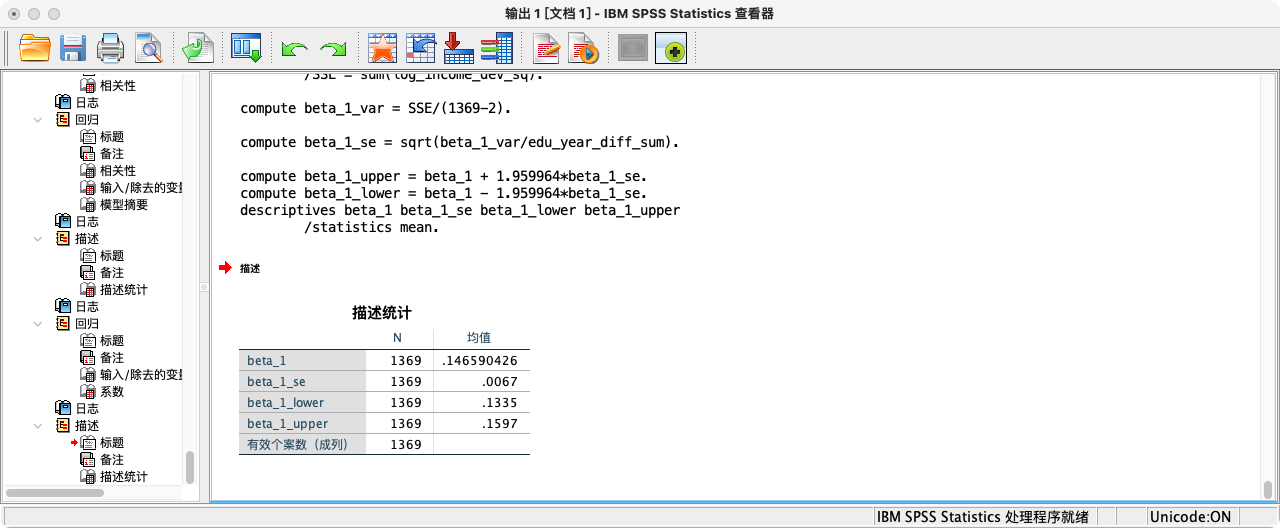 输出 1 [文档 1] - IBM SPSS Statistics 查看器
相关性
日志
回归
标题
备注
相关性
输入/除去的变量
模型摘要
日志
描述
标题
备注
描述统计
日志
回归
标题
备注
输入/除去的变量
系数
日志
描述
标题
备注
描述统计
/SSE = sum(log_income_dev_sq).
compute beta_1_var = SSE/(1369-2).
compute beta_1_se = sqrt(beta_1_var/edu_year_diff_sum).
compute beta_1_upper = beta_1 + 1.959964*beta_1_se.
compute beta_1_lower = beta_1 - 1.959964*beta_1_se.
descriptives beta_1 beta_1_se beta_1_lower beta_1_upper
/statistics mean.
描述
描述统计
N 均值
beta_1 1369 .146590426
beta_1_se 1369 .0067
beta_1_lower 1369 .1335
beta_1_upper 1369 .1597
有效个案数（成列） 1369
IBM SPSS Statistics 处理程序就绪 Unicode:ON